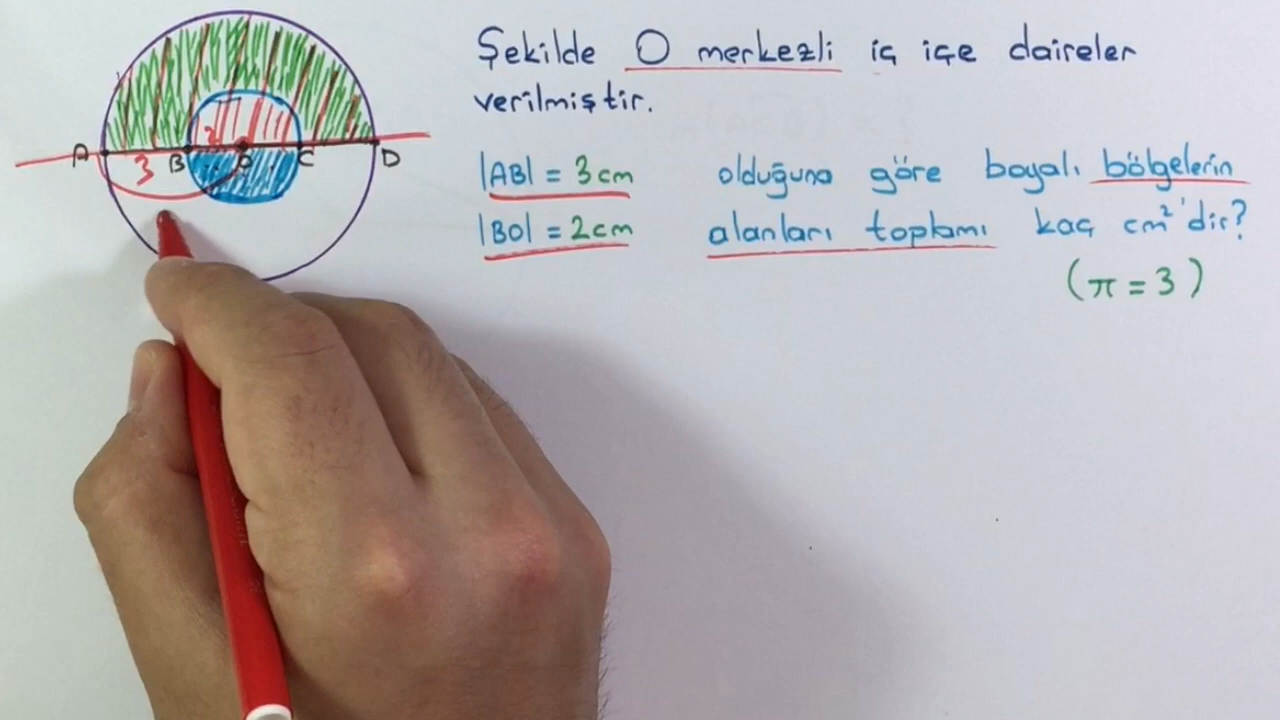 Şekilde O merkezli iç içe daireler
verilmiştir.
|AB| = 3cm olduğuna göre boyalı bölgelerin
|BO| = 2cm alanları toplamı kaç cm²'dir?
(π = 3)
A B O C D
3
2